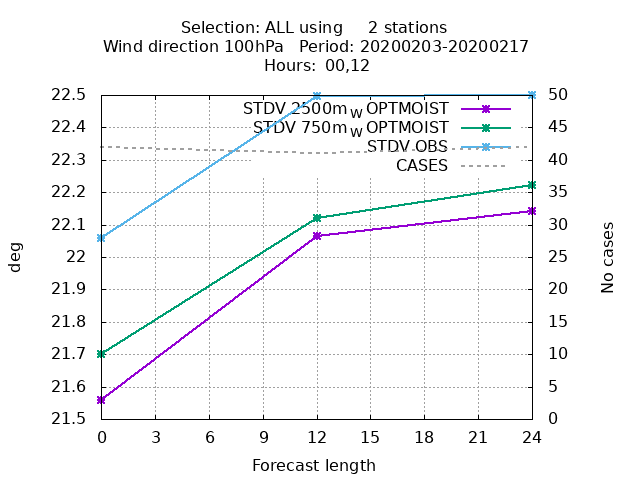 Selection: ALL using     2 stations
Wind direction 100hPa   Period: 20200203-20200217
Hours: 00,12
STDV 2500m_W OPTMOIST
STDV 750m_W OPTMOIST
STDV OBS
CASES
22.5
22.4
22.3
22.2
22.1
22
21.9
21.8
21.7
21.6
21.5
deg
50
45
40
35
30
25
20
15
10
5
0
No cases
0 3 6 9 12 15 18 21 24
Forecast length